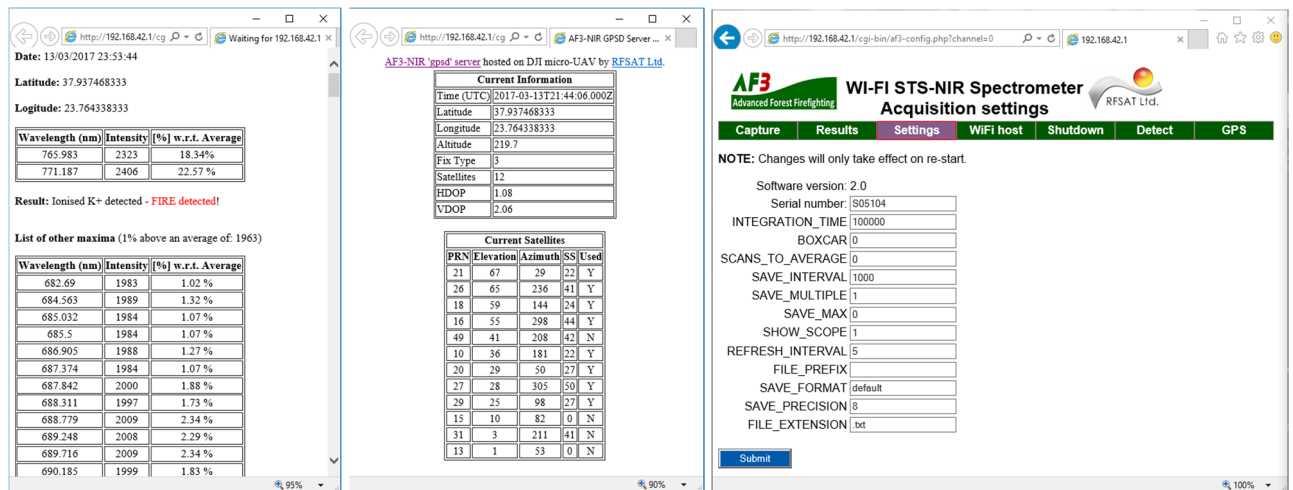 http://192.168.42.1/cg
Waiting for 192.168.42.1
Date: 13/03/2017 23:53:44
Latitude: 37.937468333
Logitude: 23.764338333
Wavelength (nm) Intensity [%] w.r.t. Average
765.983 2323 18.34%
771.187 2406 22.57 %
Result: Ionised K+ detected - FIRE detected!
List of other maxima (1% above an average of: 1963)
Wavelength (nm) Intensity [%] w.r.t. Average
682.69 1983 1.02 %
684.563 1989 1.32 %
685.032 1984 1.07 %
685.5 1984 1.07 %
686.905 1988 1.27 %
687.374 1984 1.07 %
687.842 2000 1.88 %
688.311 1997 1.73 %
688.779 2009 2.34 %
689.248 2008 2.29 %
689.716 2009 2.34 %
690.185 1999 1.83 %
95%
http://192.168.42.1/cg
AF3-NIR GPSD Server ...
AF3-NIR 'gpsd' server hosted on DJI micro-UAV by RFSAT Ltd.
Current Information
Time (UTC) 2017-03-13T21:44:06.000Z
Latitude 37.937468333
Longitude 23.764338333
Altitude 219.7
Fix Type 3
Satellites 12
HDOP 1.08
VDOP 2.06
Current Satellites
PRN Elevation Azimuth SS Used
21 67 29 22 Y
26 65 236 41 Y
18 59 144 24 Y
16 55 298 44 Y
49 41 208 42 N
10 36 181 22 Y
20 29 50 27 Y
27 28 305 50 Y
29 25 98 27 Y
15 10 82 0 N
31 3 211 41 N
13 1 53 0 N
90%
http://192.168.42.1/cgi-bin/af3-config.php?channel=0
192.168.42.1
AF3
Advanced Forest Firefighting
WI-FI STS-NIR Spectrometer
Acquisition settings
RFSAT Ltd.
Capture Results Settings WiFi host Shutdown Detect GPS
NOTE: Changes will only take effect on re-start.
Software version: 2.0
Serial number: S05104
INTEGRATION_TIME 100000
BOXCAR 0
SCANS_TO_AVERAGE 0
SAVE_INTERVAL 1000
SAVE_MULTIPLE 1
SAVE_MAX 0
SHOW_SCOPE 1
REFRESH_INTERVAL 5
FILE_PREFIX
SAVE_FORMAT default
SAVE_PRECISION 8
FILE_EXTENSION .txt
Submit
100%